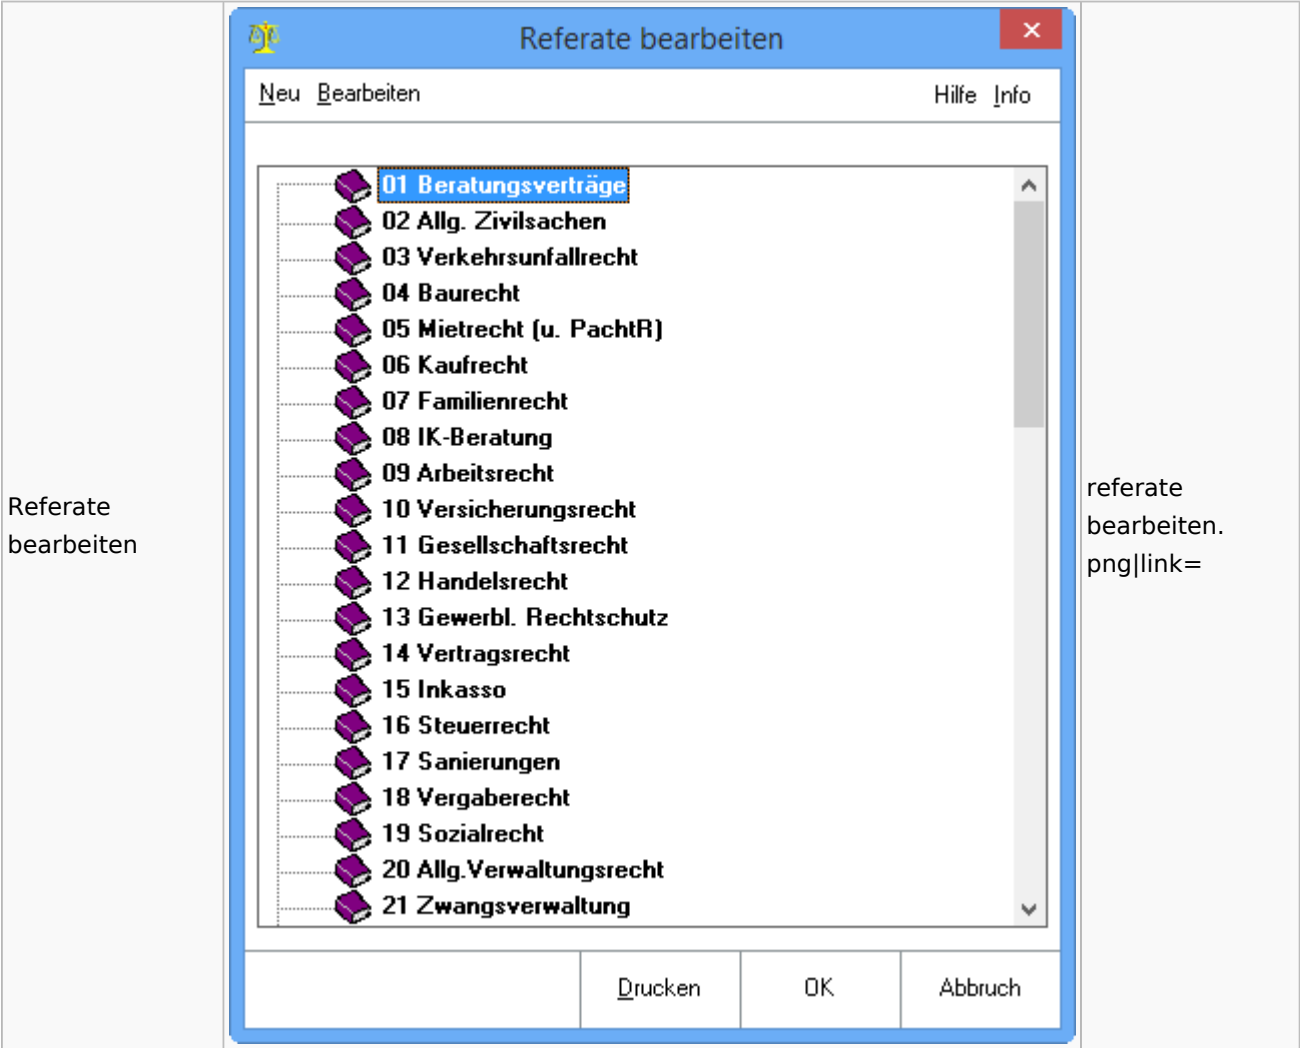 Referate bearbeiten
Neu Bearbeiten Hilfe Info
01 Beratungsverträge
02 Allg. Zivilsachen
03 Verkehrsunfallrecht
04 Baurecht
05 Mietrecht (u. PachtR)
06 Kaufrecht
07 Familienrecht
08 IK-Beratung
09 Arbeitsrecht
10 Versicherungsrecht
11 Gesellschaftsrecht
12 Handelsrecht
13 Gewerbl. Rechtschutz
14 Vertragsrecht
15 Inkasso
16 Steuerrecht
17 Sanierungen
18 Vergaberecht
19 Sozialrecht
20 Allg.Verwaltungsrecht
21 Zwangsverwaltung
Drucken OK Abbruch
Referate
bearbeiten
referate
bearbeiten.
png|link=